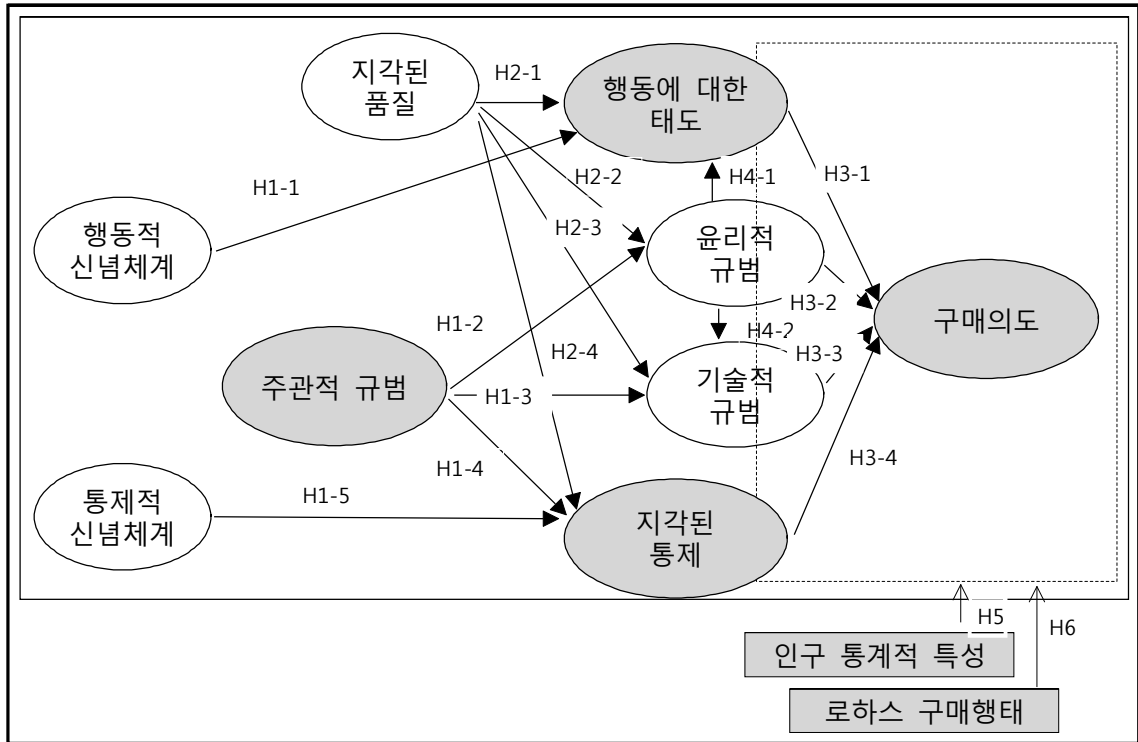 지각된
품질
H2-1
행동에 대한
태도
H1-1
H2-2
H4-1
H3-1
행동적
신념체계
H2-3
윤리적
규범
H3-2
구매의도
H1-2
H2-4
H4-2
H3-3
주관적 규범
H1-3
기술적
규범
H1-4
H3-4
통제적
신념체계
H1-5
지각된
통제
H5
H6
인구 통계적 특성
로하스 구매행태